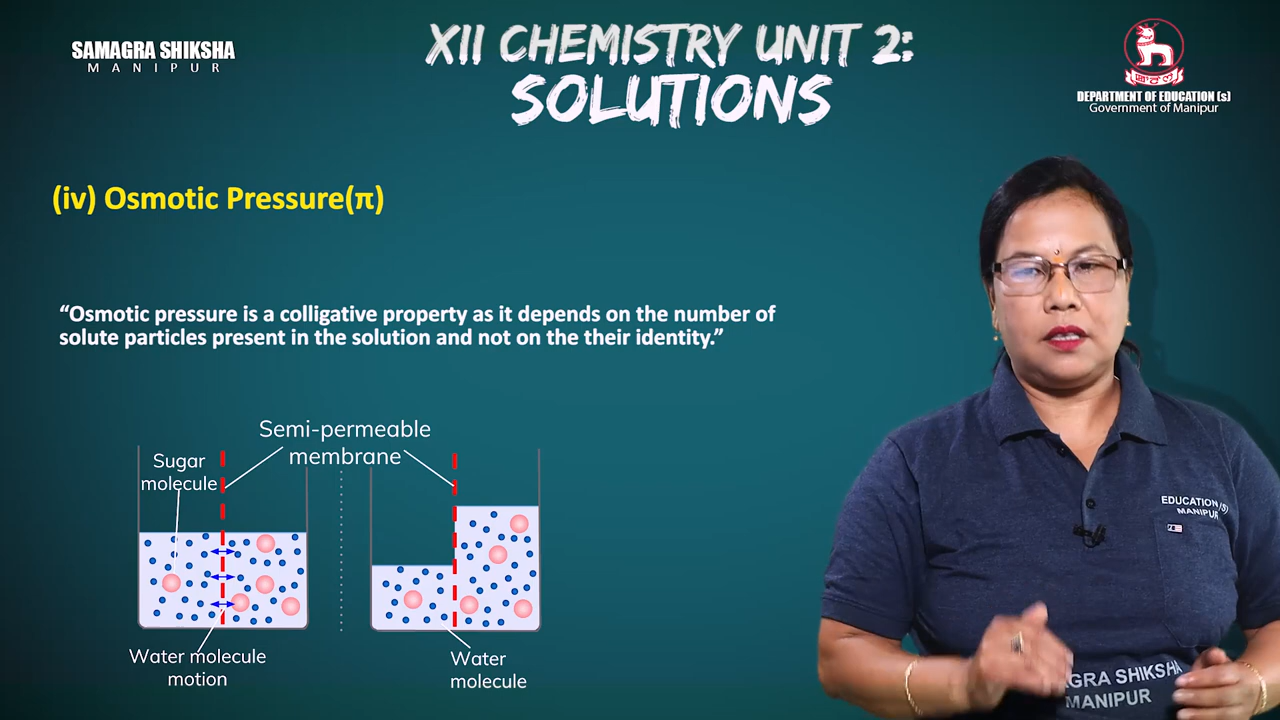 SAMAGRA SHIKSHA
MANIPUR
XII CHEMISTRY UNIT 2:
SOLUTIONS
DEPARTMENT OF EDUCATION (S)
Government of Manipur
(iv) Osmotic Pressure(π)
“Osmotic pressure is a colligative property as it depends on the number of
solute particles present in the solution and not on the their identity.”
Semi-permeable
membrane
Sugar
molecule
Water molecule
motion
Water
molecule
EDUCATION (S)
MANIPUR
AGRA SHIKSHA
MANIPUR